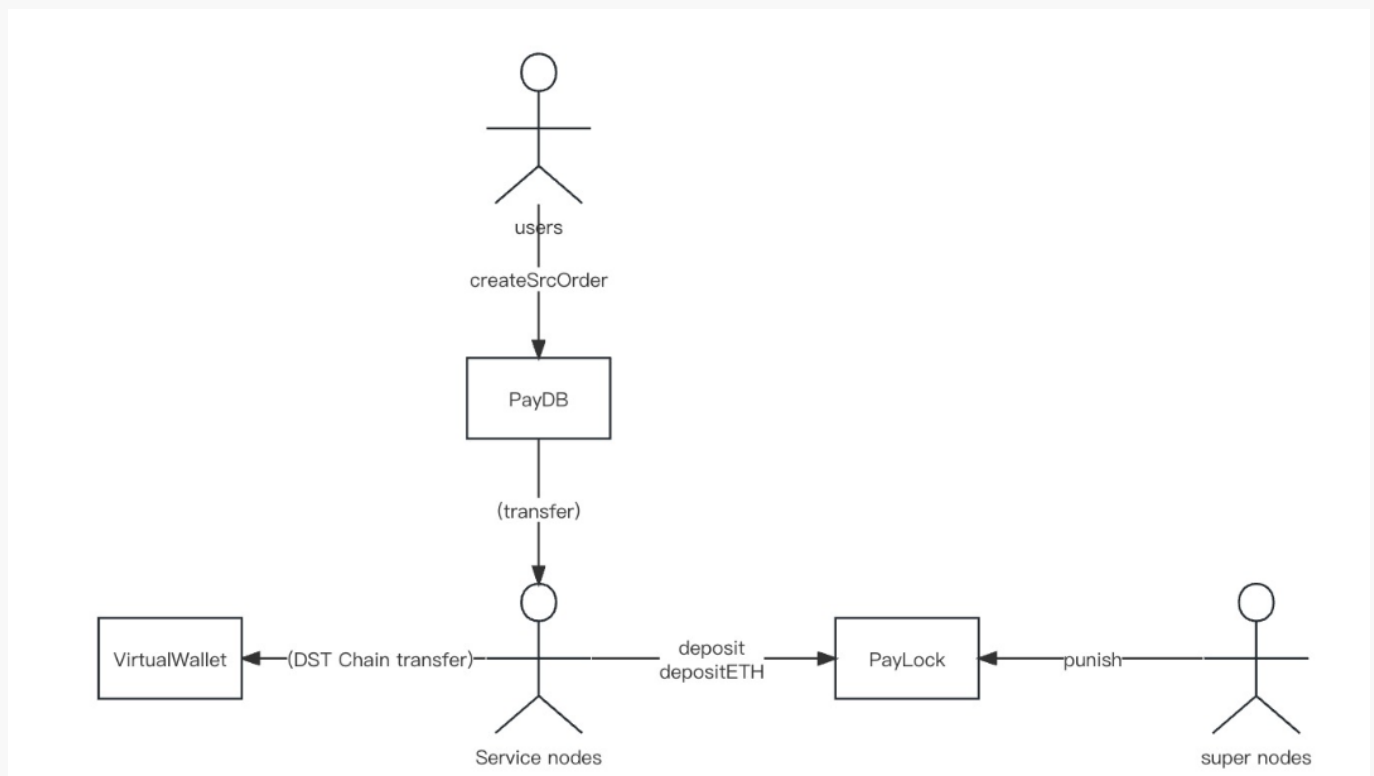 users
createSrcOrder
PayDB
(transfer)
VirtualWallet
(DST Chain transfer)
deposit
depositETH
PayLock
punish
Service nodes
super nodes